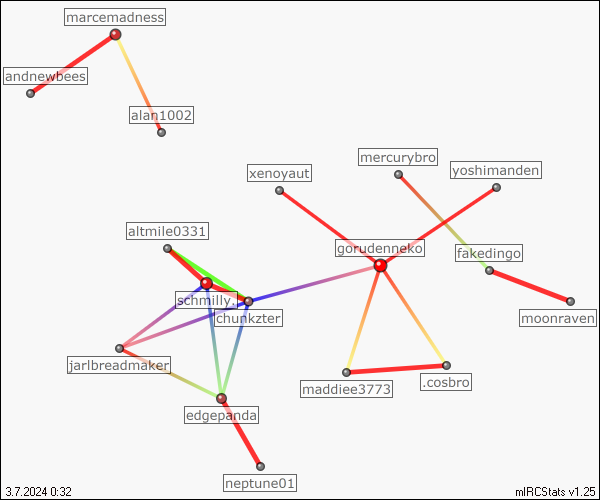 marcemadness
andnewbees
alan1002
mercurybro
xenoyaut
yoshimanden
altmile0331
gorudenneko
fakedingo
schmilly.
chunkzter
moonraven
jarlbreadmaker
maddiee3773
.cosbro
edgepanda
neptune01
3.7.2024 0:32
mIRCStats v1.25